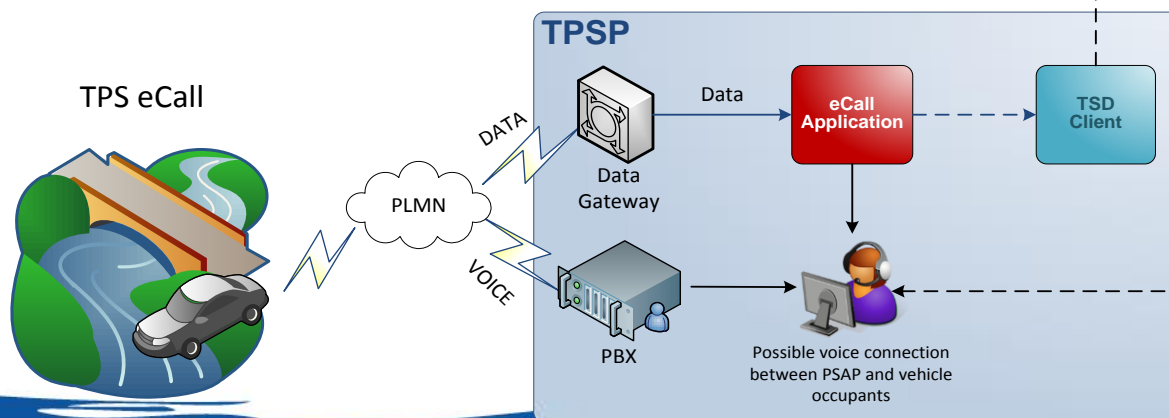 TPSP
TPS eCall
DATA
Data
eCall
Application
TSD
Client
PLMN
Data
Gateway
VOICE
PBX
Possible voice connection
between PSAP and vehicle
occupants